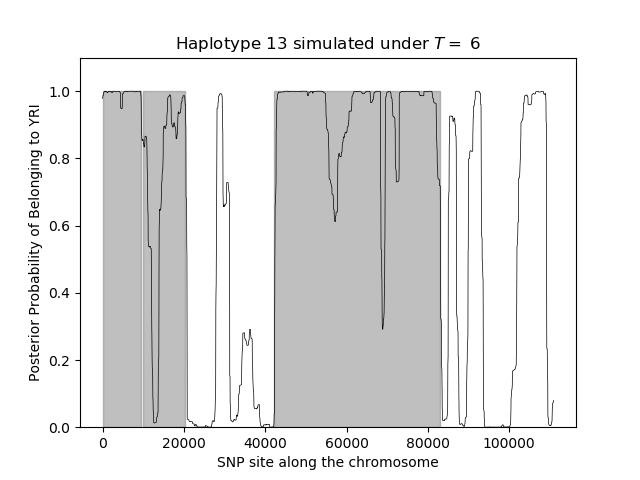 Haplotype 13 simulated under T = 6
Posterior Probability of Belonging to YRI
1.0
0.8
0.6
0.4
0.2
0.0
0 20000 40000 60000 80000 100000
SNP site along the chromosome